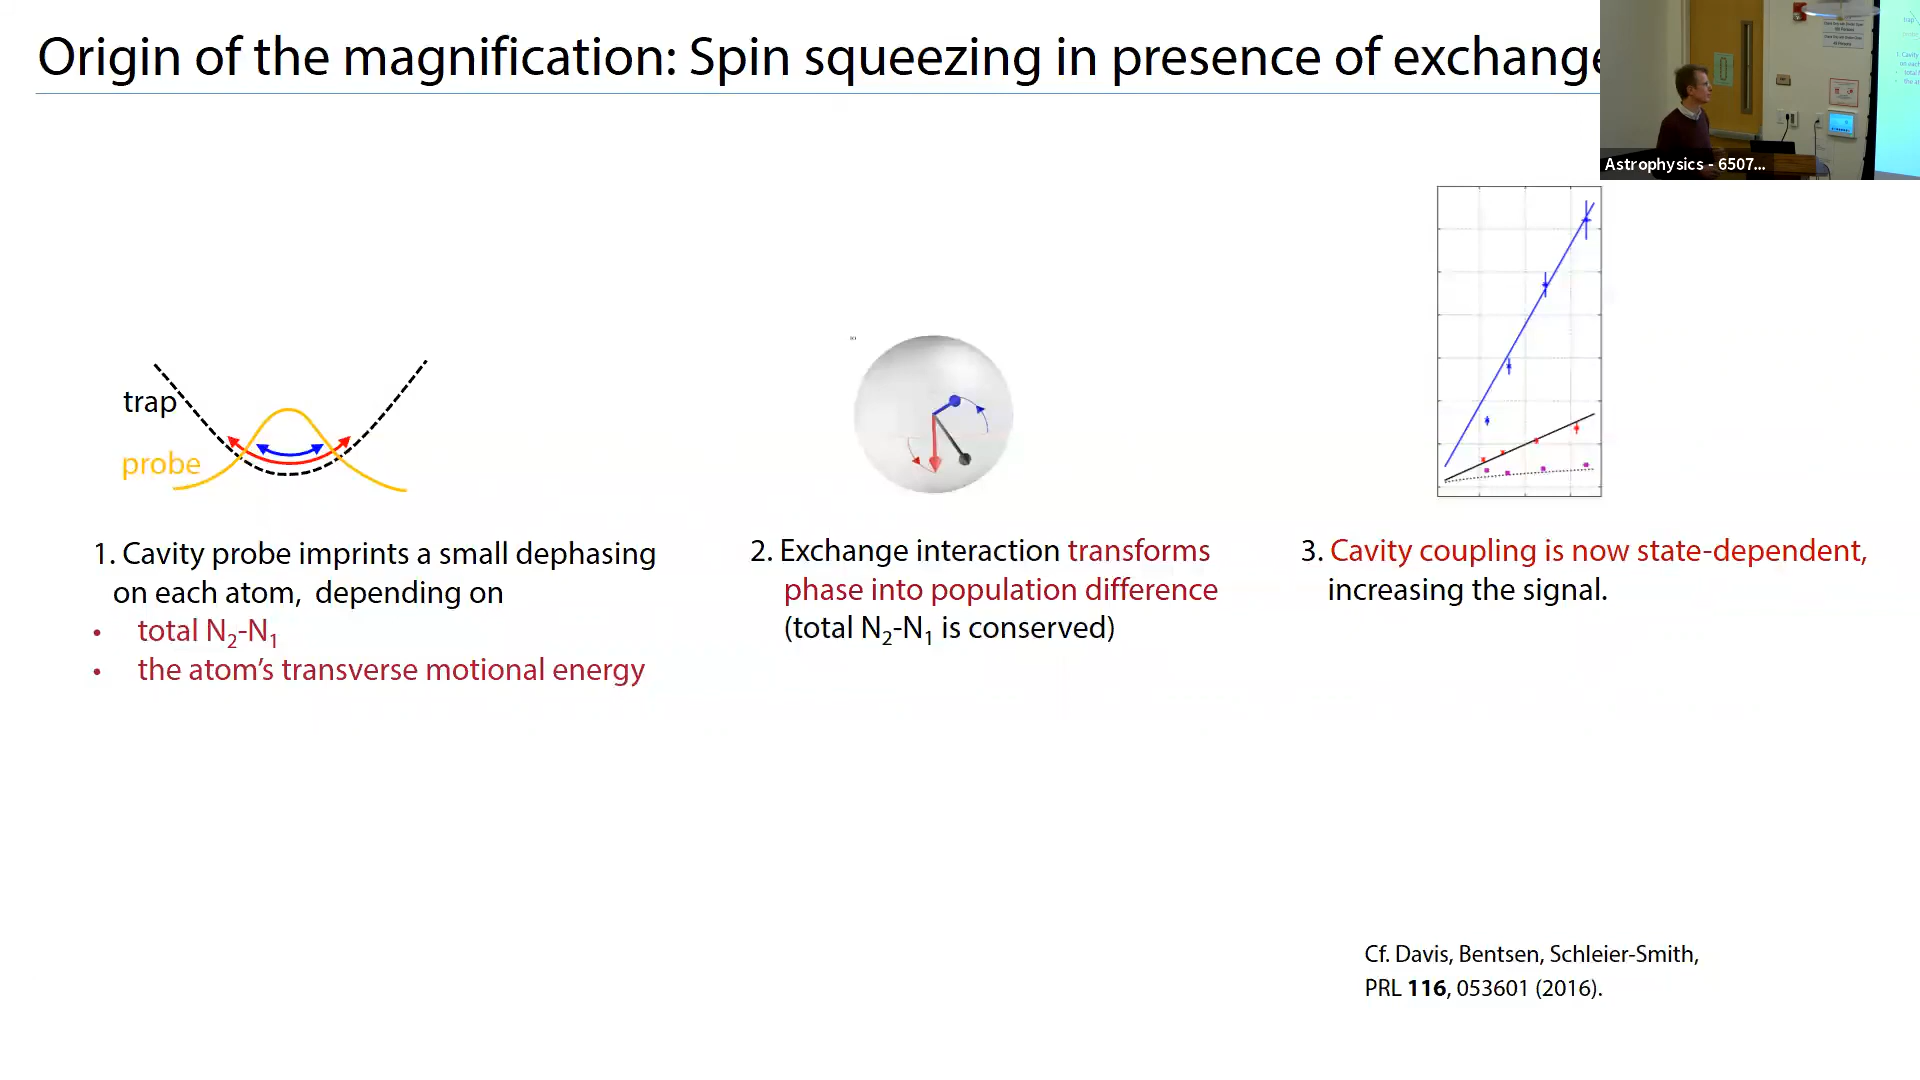 Origin of the magnification: Spin squeezing in presence of exchange
Astrophysics - 6507...
trap
probe
1. Cavity probe imprints a small dephasing
on each atom, depending on
• total N2-N1
• the atom's transverse motional energy
2. Exchange interaction transforms
phase into population difference
(total N2-N1 is conserved)
3. Cavity coupling is now state-dependent,
increasing the signal.
Cf. Davis, Bentsen, Schleier-Smith,
PRL 116, 053601 (2016).